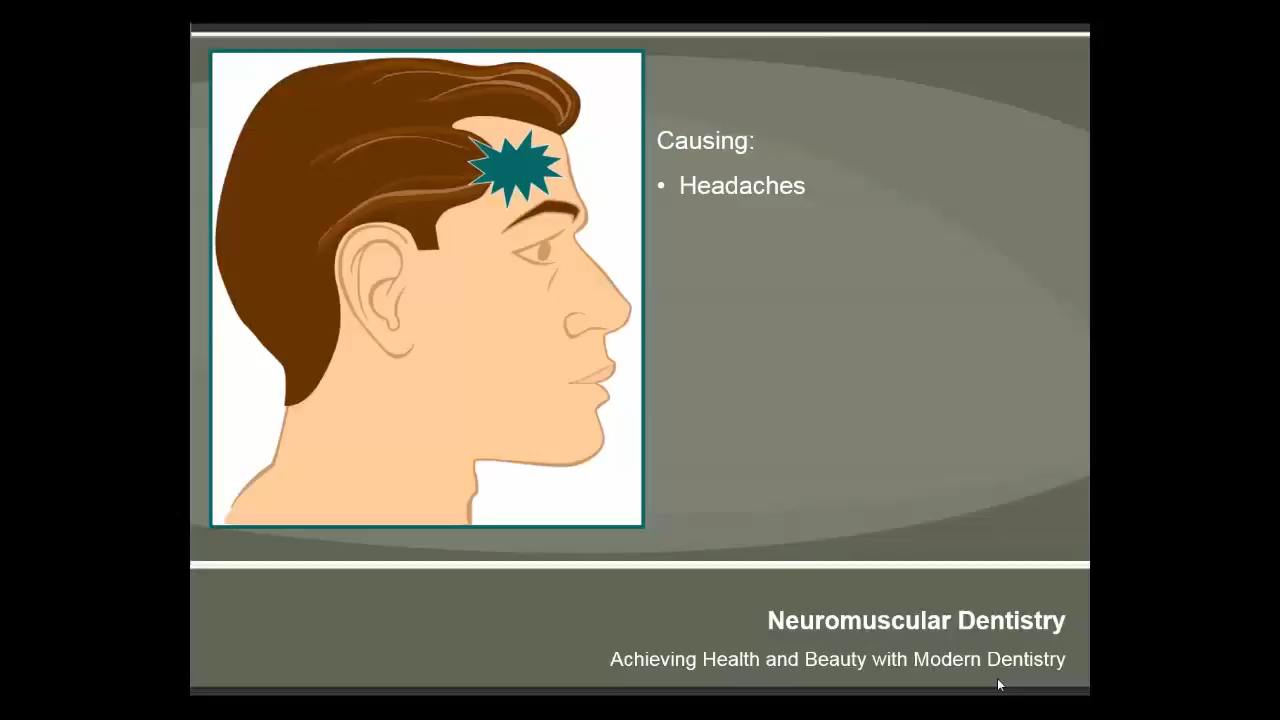 Causing:
• Headaches
Neuromuscular Dentistry
Achieving Health and Beauty with Modern Dentistry